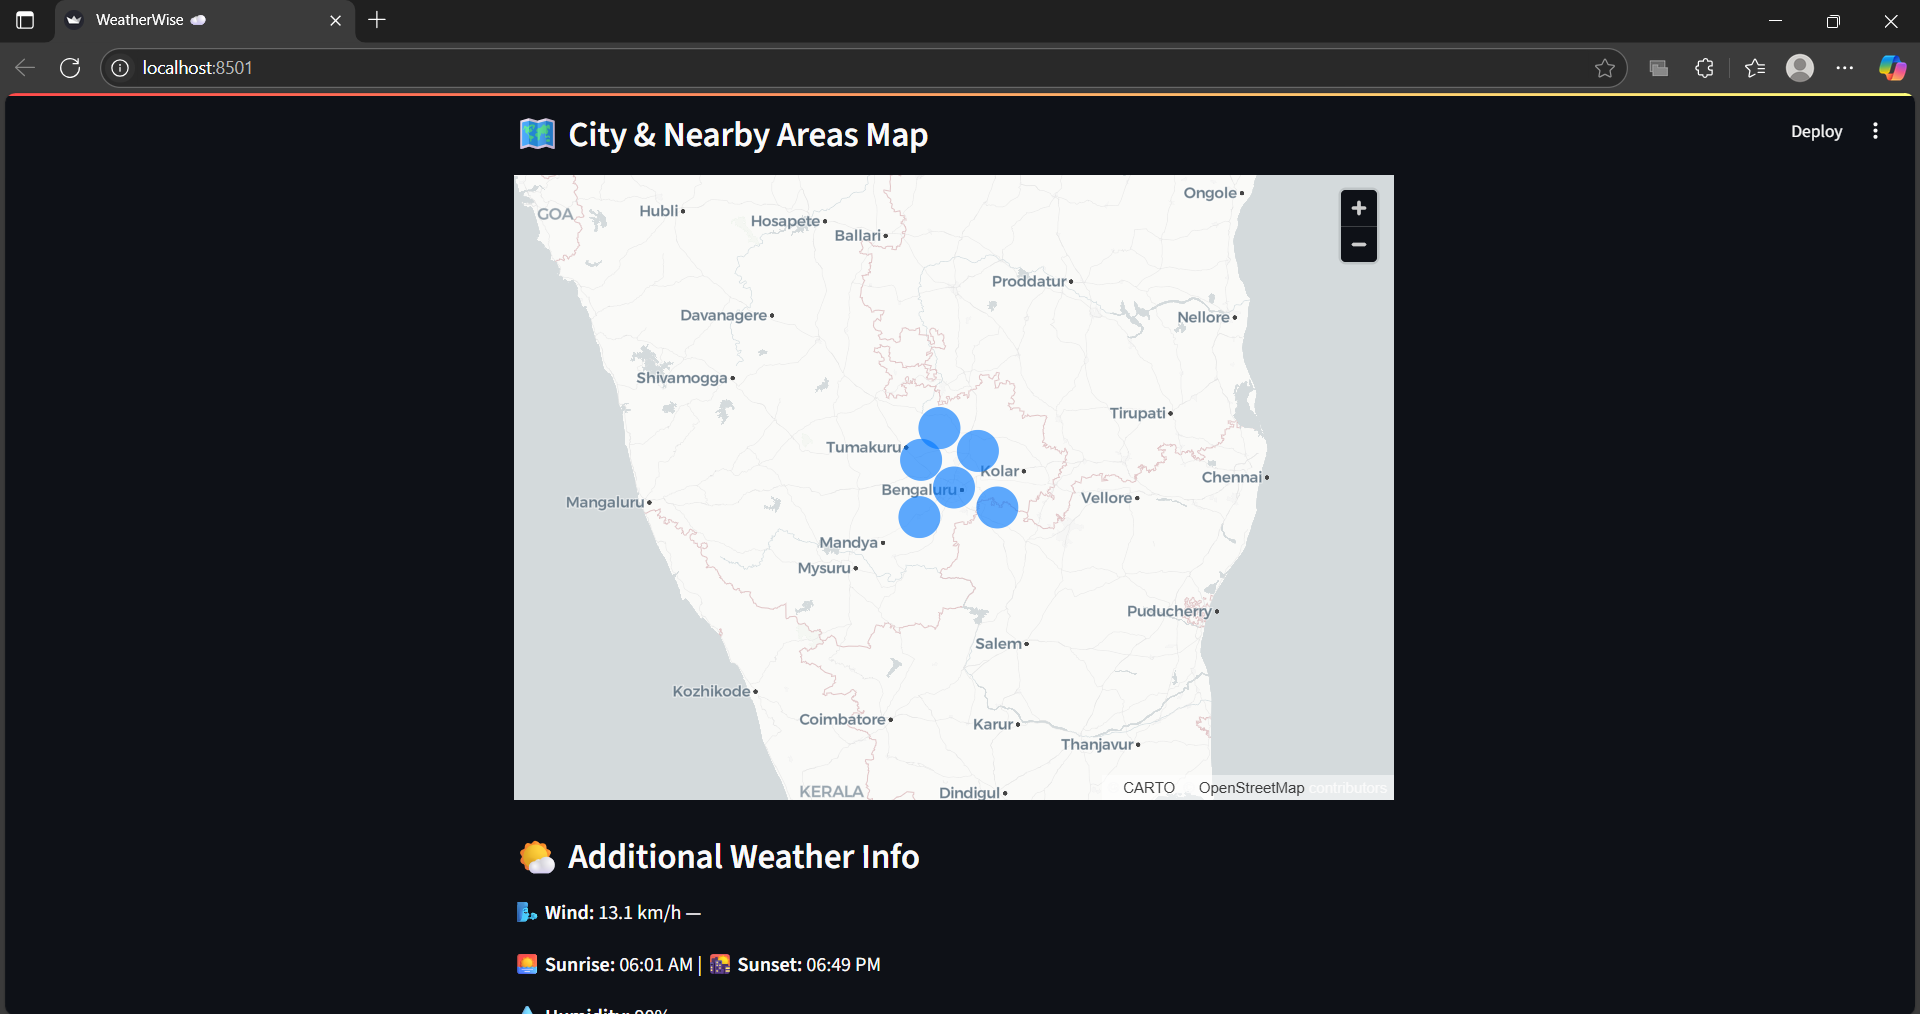 WeatherWise
localhost:8501
Deploy
City & Nearby Areas Map
Ongole
GOA
Hubli
Hosapete
Ballari
Proddatur
Davanagere
Nellore
Shivamogga
Tirupati
Tumakuru
Kolar
Chennai
Bengaluru
Vellore
Mangaluru
Mandya
Mysuru
Puducherry
Salem
Kozhikode
Coimbatore
Karur
Thanjavur
KERALA
Dindigul
CARTO OpenStreetMap contributors
Additional Weather Info
Wind: 13.1 km/h —
Sunrise: 06:01 AM | Sunset: 06:49 PM
Humidity: